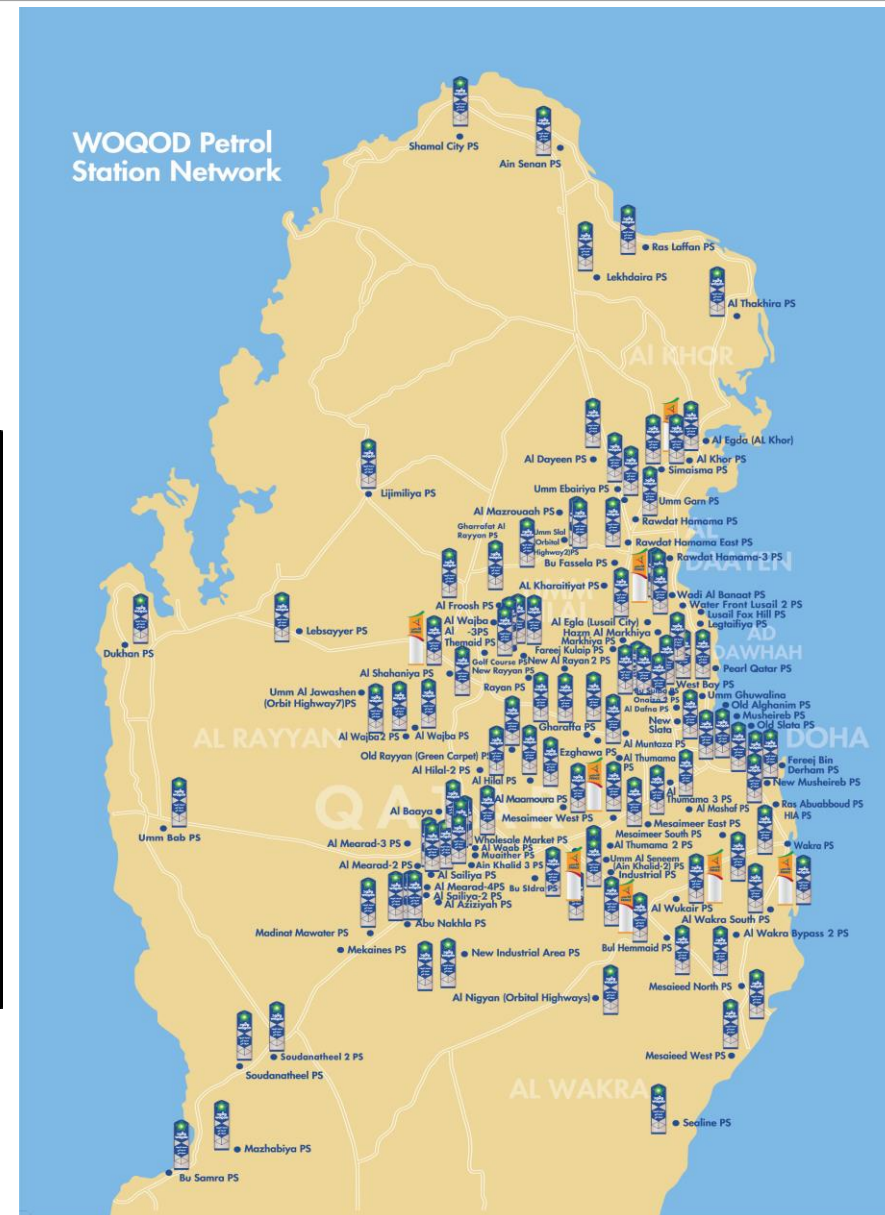 WOQOD Petrol
Station Network
Shamal City PS
Ain Senan PS
Ras Laffan PS
Lekhdaira PS
Al Thakhira PS
Al KHOR
Al Egda (AL Khor)
Al Dayeen PS
Al Khor PS
Simaisma PS
Lijimiliya PS
Umm Ebairiya PS
Umm Garn PS
Al Mazrouaah PS
Rawdat Hamama PS
Gharrafat Al
Rayyon PS
Umm Slal
(Orbital
Highway2)PS
AL
DAAYEN
Rawdat Hamama East PS
Bu Fassela PS
Rawdat Hamama-3 PS
AL Kharaitiyat PS
Wadi Al Banaat PS
Al Froosh PS
Water Front Lusail 2 PS
Lusail Fox Hill PS
Legtaifiya PS
Al Wajba
Al -3PS
Themaid PS
Al Egla (Lusail City)
Hazm Al Markhiya
Markhiya PS
Fareej Kulaip PS
AD
DAWHAH
Lebsayyer PS
Dukhan PS
Golf Course PS
New Al Rayan 2 PS
New Rayyan PS
Al Shahaniya PS
Pearl Qatar PS
Rayan PS
West Bay PS
Umm Al Jawashen
(Orbit Highway7)PS
Onaiza 2 PS
Al Dafna PS
Umm Ghuwalina
Old Alghanim PS
Musheireb PS
Old Slata PS
New
Slata
Gharaffa PS
AL RAYYAN
Al Wajba2 PS
Al Wajba PS
DOHA
Al Muntaza PS
Old Rayyan (Green Carpet) PS
Ezghawa PS
Al Thumama
PS
Fereej Bin
Derham PS
Al Hilal-2 PS
Al Hilal PS
New Musheireb PS
Al
Thumama 3 PS
QATAR
Al Maamoura PS
Al Mashaf PS
Ras Abuabboud PS
HIA PS
Al Baaya
Mesaimeer West PS
Mesaimeer East PS
Umm Bab PS
Mesaimeer South PS
Wakra PS
Al Mearad-3 PS
Wholesale Market PS
Al Waab PS
Muaither PS
Ain Khalid 3 PS
Al Thumama 2 PS
Al Mearad-2 PS
Umm Al Seneem
(Ain Khalid-2) PS
Industrial PS
Al Sailiya PS
Al Mearad-4PS
Al Sailiya-2 PS
Al Aziziyah PS
Bu Sidra PS
Al Wukair PS
Al Wakra South PS
Abu Nakhla PS
Madinat Mawater PS
Al Wakra Bypass 2 PS
Mekaines PS
New Industrial Area PS
Bul Hemmaid PS
Mesaieed North PS
Al Nigyan (Orbital Highways)
Soudanatheel 2 PS
Soudanatheel PS
Mesaieed West PS
AL WAKRA
Sealine PS
Mazhabiya PS
Bu Samra PS